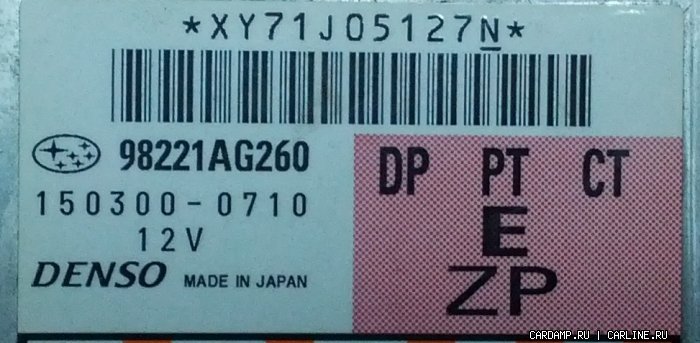 *XY71J05127N*
98221AG260
150300-0710
12V
DENSO MADE IN JAPAN
DP PT CT
E
ZP
CARDAMP.RU | CARLINE.RU